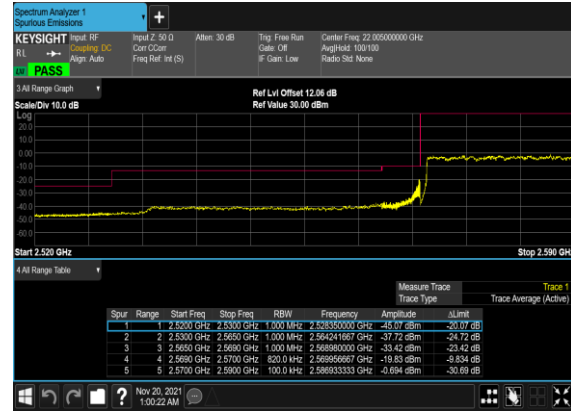 Spectrum Analyzer 1
Spurious Emissions
KEYSIGHT
RL
PASS
Input: RF
Coupling: DC
Align: Auto
Input Z: 50 Ω
Corr CCorr
Freq Ref: Int (S)
Atten: 30 dB
Trig: Free Run
Gate: Off
IF Gain: Low
Center Freq: 22.005000000 GHz
Avg|Hold: 100/100
Radio Std: None
3 All Range Graph
Scale/Div 10.0 dB
Ref Lvl Offset 12.06 dB
Ref Value 30.00 dBm
Log
20.0
10.0
0.00
-10.0
-20.0
-30.0
-40.0
-50.0
-60.0
Start 2.520 GHz
Stop 2.590 GH
4 All Range Table
Measure Trace Trace 1
Trace Type Trace Average (Active)
Spur Range Start Freq Stop Freq RBW Frequency Amplitude ΔLimit
1 1 2.5200 GHz 2.5300 GHz 1.000 MHz 2.528350000 GHz -45.07 dBm -20.07 dB
2 2 2.5300 GHz 2.5650 GHz 1.000 MHz 2.564241667 GHz -37.72 dBm -24.72 dB
3 3 2.5650 GHz 2.5690 GHz 1.000 MHz 2.568980000 GHz -33.42 dBm -23.42 dB
4 4 2.5690 GHz 2.5700 GHz 820.0 kHz 2.569956667 GHz -19.83 dBm -9.834 dB
5 5 2.5700 GHz 2.5900 GHz 100.0 kHz 2.586933333 GHz -0.694 dBm -30.69 dB
?
Nov 20, 2021
1:00:22 AM